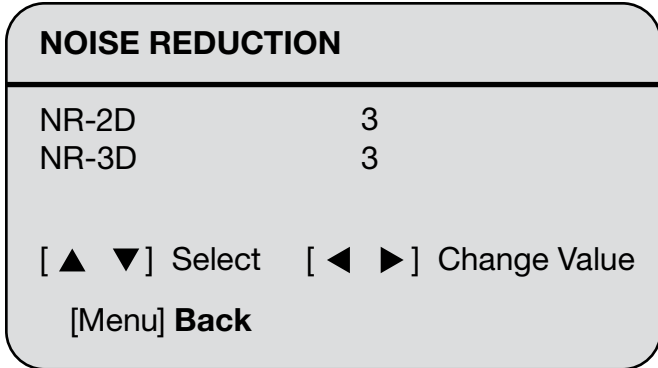 NOISE REDUCTION
NR-2D 3
NR-3D 3
[ ▲ ▼ ] Select [ ◀ ▶ ] Change Value
[Menu] Back